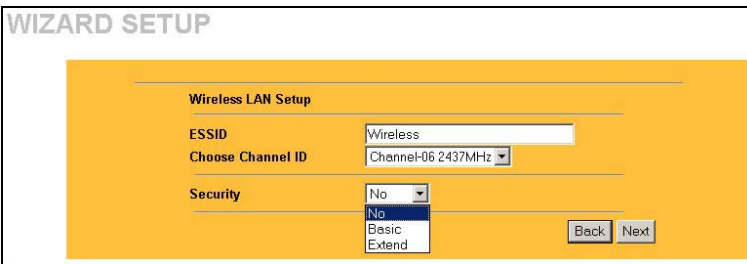 WIZARD SETUP
Wireless LAN Setup
ESSID Wireless
Choose Channel ID Channel-06 2437MHz
Security No
No
Basic
Extend
Back Next